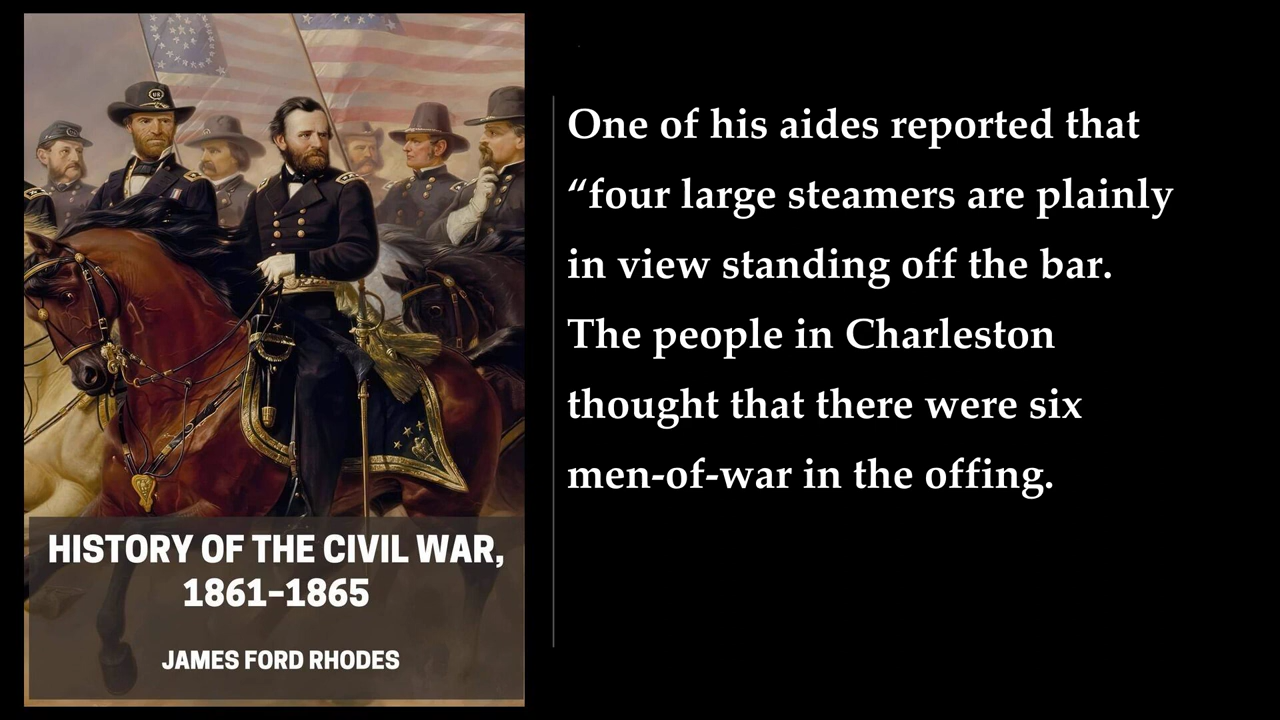 HISTORY OF THE CIVIL WAR,
1861–1865
JAMES FORD RHODES
One of his aides reported that
“four large steamers are plainly
in view standing off the bar.
The people in Charleston
thought that there were six
men-of-war in the offing.